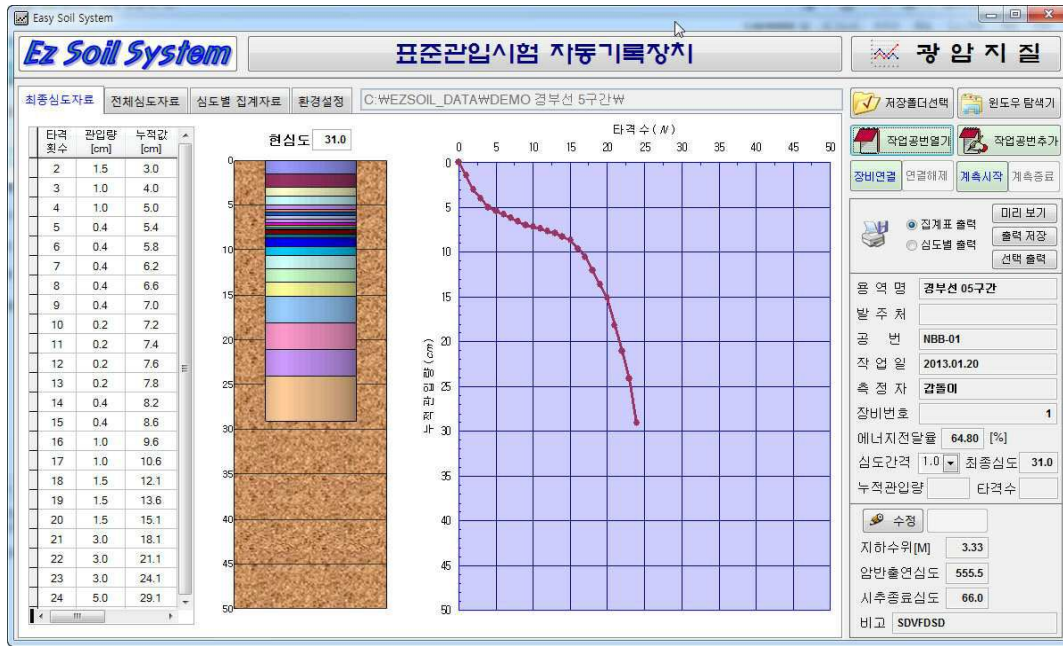 Easy Soil System
Ez Soil System
표준관입시험 자동기록장치
광 암 지 질
최종심도자료 전체심도자료 심도별 집계자료 환경설정 C:₩EZSOIL_DATA₩DEMO 경부선 5구간₩
저장폴더선택 윈도우 탐색기
작업공번열기 작업공번추가
장비연결 연결해제 계측시작 계측종료
타격 횟수 관입량 [cm] 누적값 [cm]
2 1.5 3.0
3 1.0 4.0
4 1.0 5.0
5 0.4 5.4
6 0.4 5.8
7 0.4 6.2
8 0.4 6.6
9 0.4 7.0
10 0.2 7.2
11 0.2 7.4
12 0.2 7.6
13 0.2 7.8
14 0.4 8.2
15 0.4 8.6
16 1.0 9.6
17 1.0 10.6
18 1.5 12.1
19 1.5 13.6
20 1.5 15.1
21 3.0 18.1
22 3.0 21.1
23 3.0 24.1
24 5.0 29.1
현심도 31.0
0
5
10
15
20
25
30
35
40
45
50
타격수(N)
0 5 10 15 20 25 30 35 40 45 50
누적관입량(cm)
0
5
10
15
20
25
30
35
40
45
50
집계표 출력
심도별 출력
미리 보기
출력 저장
선택 출력
용 역 명 경부선 05구간
발 주 처
공 번 NBB-01
작 업 일 2013.01.20
측 정 자 갑돌이
장비번호 1
에너지전달율 64.80 [%]
심도간격 1.0 최종심도 31.0
누적관입량 타격수
수정
지하수위[M] 3.33
암반출연심도 555.5
시추종료심도 66.0
비고 SDVFDSD